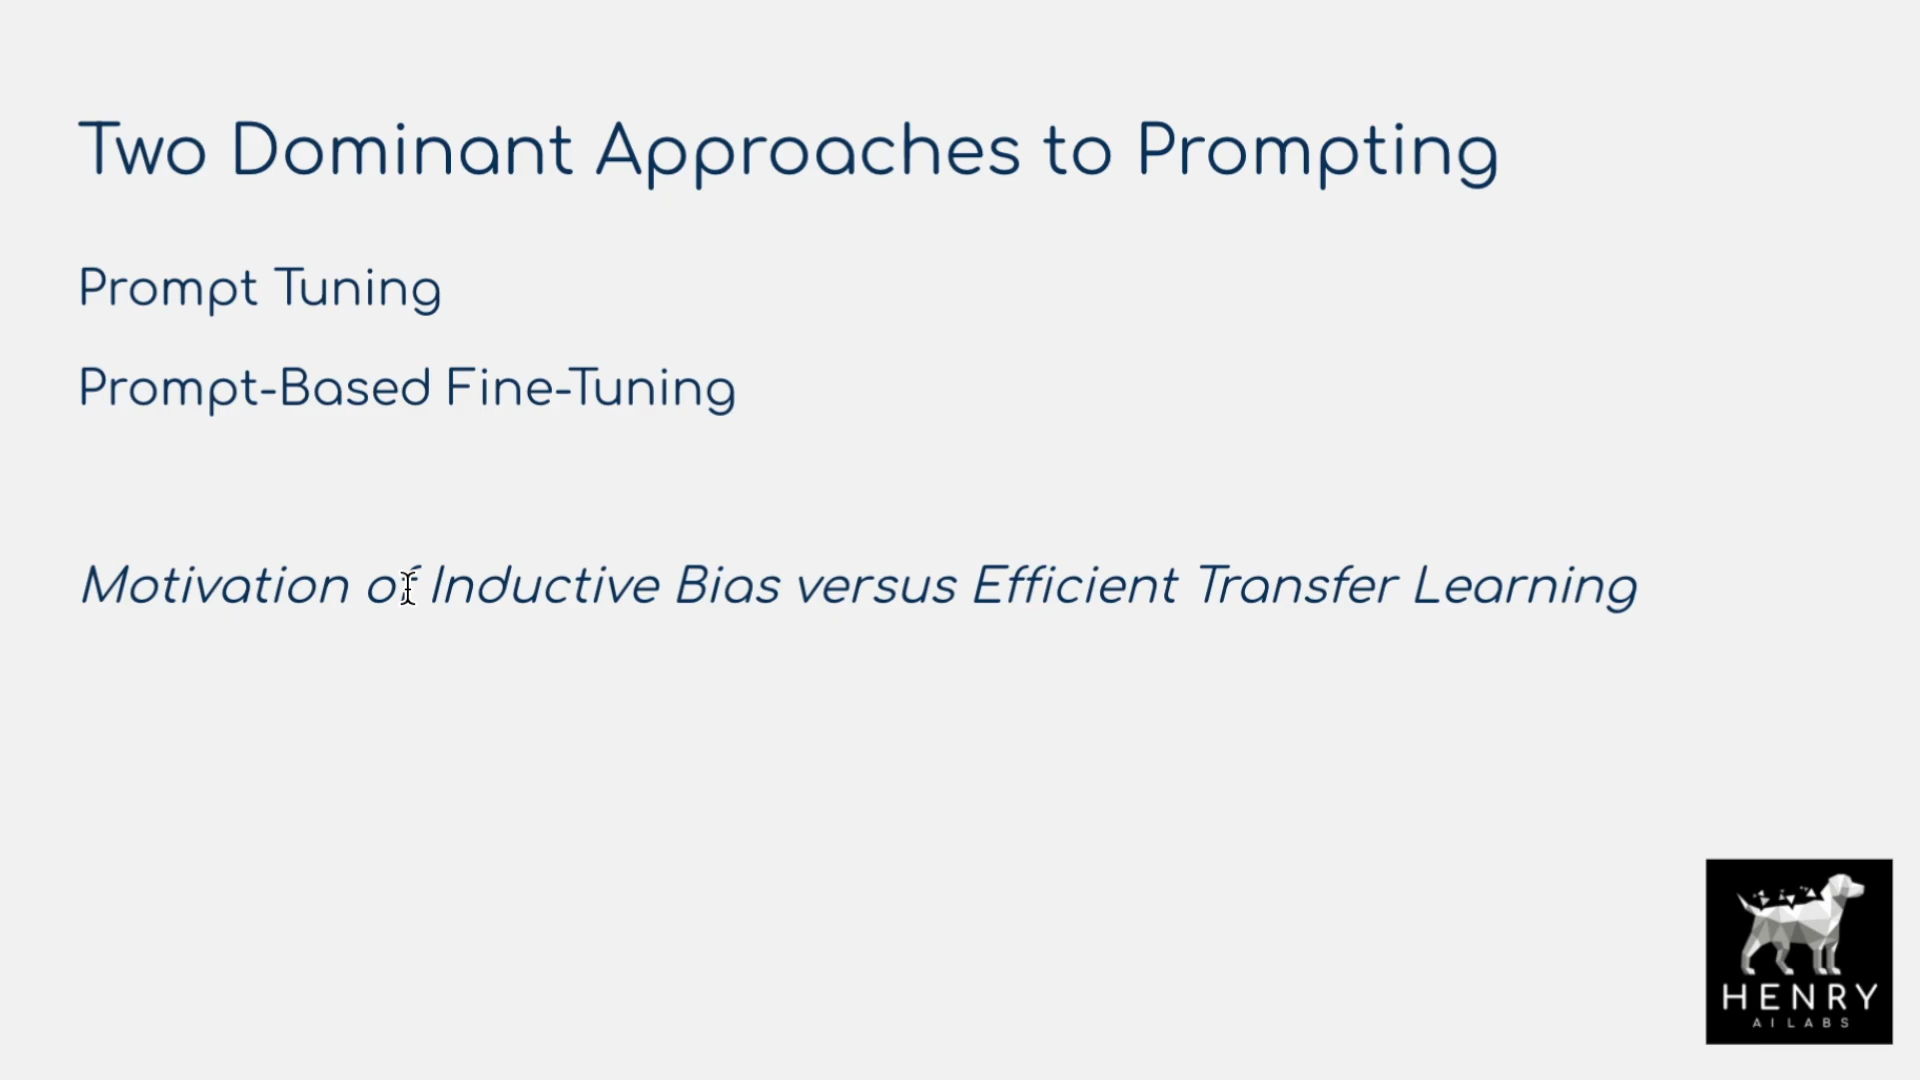 Two Dominant Approaches to Prompting
Prompt Tuning
Prompt-Based Fine-Tuning
Motivation of Inductive Bias versus Efficient Transfer Learning
HENRY
AI LABS